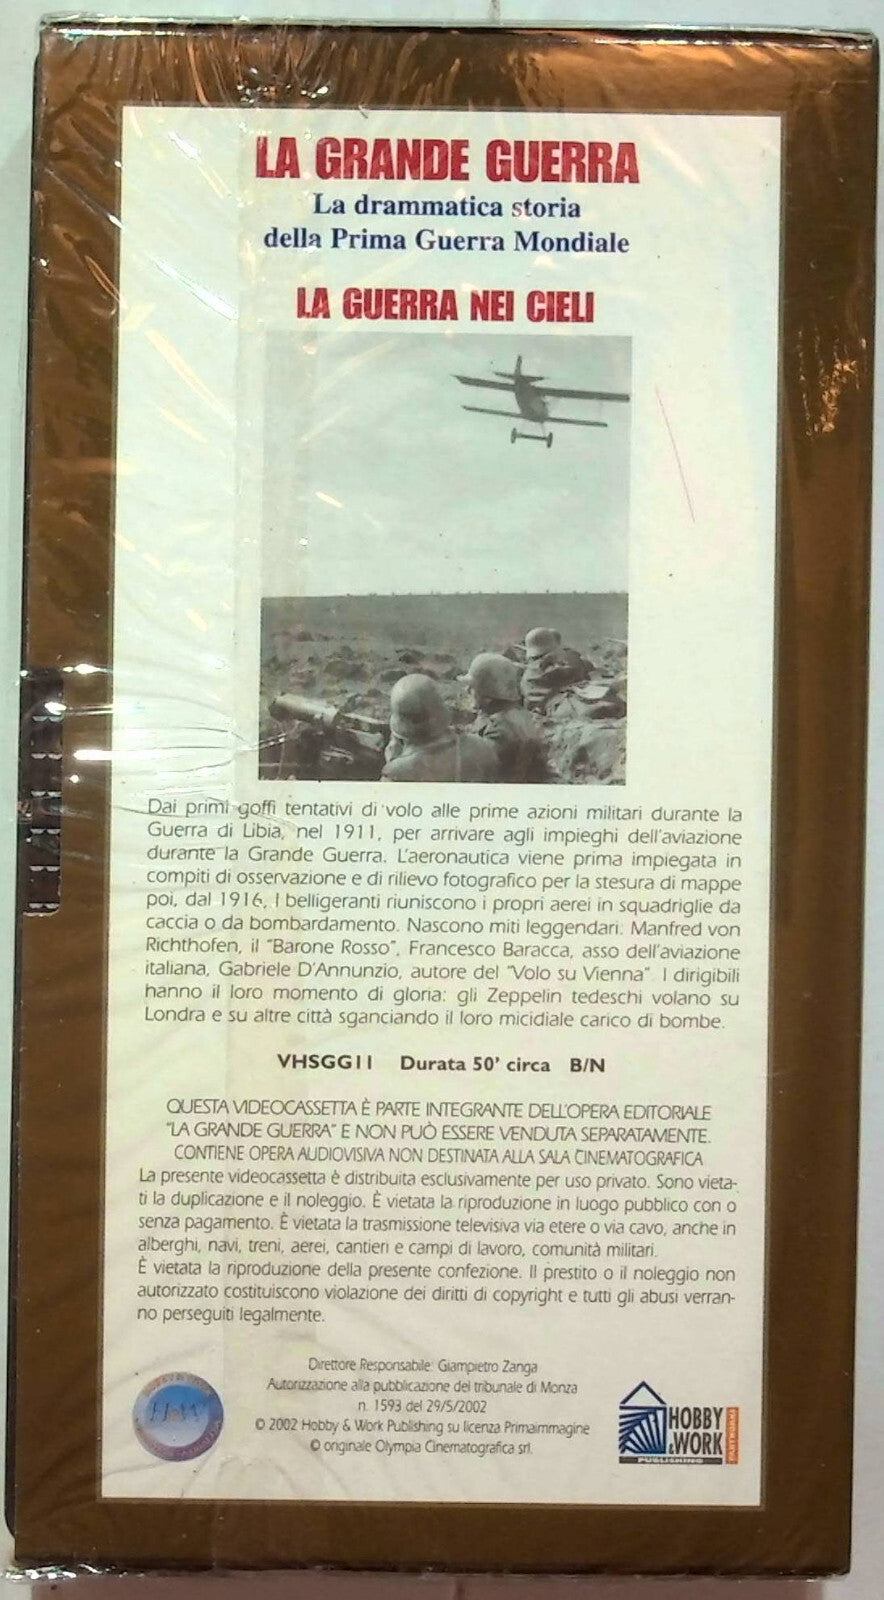 LA GRANDE GUERRA
La drammatica storia
della Prima Guerra Mondiale
LA GUERRA NEI CIELI
Dai primi goffi tentativi di volo alle prime azioni militari durante la
Guerra di Libia, nel 1911, per arrivare agli impieghi dell'aviazione
durante la Grande Guerra. L'aeronautica viene prima impiegata in
compiti di osservazione e di rilievo fotografico per la stesura di mappe
poi, dal 1916, I belligeranti riuniscono i propri aerei in squadriglie da
caccia o da bombardamento. Nascono miti leggendari: Manfred von
Richthofen, il "Barone Rosso", Francesco Baracca, asso dell'aviazione
italiana, Gabriele D'Annunzio, autore del "Volo su Vienna". I dirigibili
hanno il loro momento di gloria: gli Zeppelin tedeschi volano su
Londra e su altre città sganciando il loro micidiale carico di bombe.
VHSGG11 Durata 50' circa B/N
QUESTA VIDEOCASSETTA È PARTE INTEGRANTE DELL'OPERA EDITORIALE
"LA GRANDE GUERRA" E NON PUÒ ESSERE VENDUTA SEPARATAMENTE.
CONTIENE OPERA AUDIOVISIVA NON DESTINATA ALLA SALA CINEMATOGRAFICA
La presente videocassetta è distribuita esclusivamente per uso privato. Sono vieta-
ti la duplicazione e il noleggio. È vietata la riproduzione in luogo pubblico con o
senza pagamento. È vietata la trasmissione televisiva via etere o via cavo, anche in
alberghi, navi, treni, aerei, cantieri e campi di lavoro, comunità militari.
È vietata la riproduzione della presente confezione. Il prestito o il noleggio non
autorizzato costituiscono violazione dei diritti di copyright e tutti gli abusi verran-
no perseguiti legalmente.
Direttore Responsabile: Giampietro Zanga
Autorizzazione alla pubblicazione del tribunale di Monza
n. 1593 del 29/5/2002
© 2002 Hobby & Work Publishing su licenza Primaimmagine
© originale Olympia Cinematografica srl.
H&W
HOBBY
& WORK
PUBLISHING